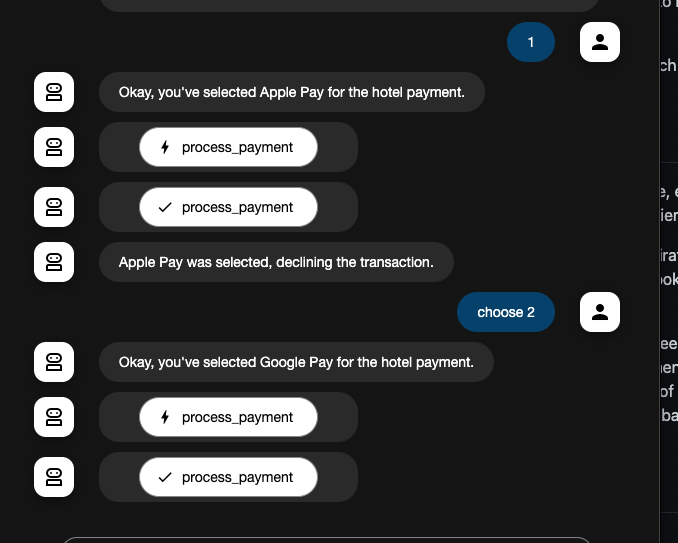 1
Okay, you've selected Apple Pay for the hotel payment.
process_payment
process_payment
Apple Pay was selected, declining the transaction.
choose 2
Okay, you've selected Google Pay for the hotel payment.
process_payment
process_payment